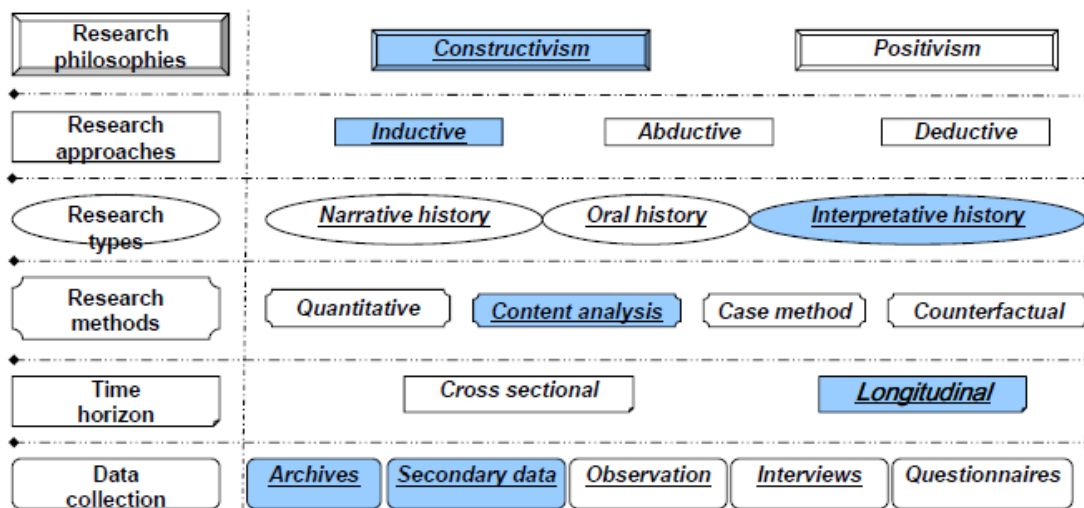 Research
philosophies
Constructivism
Positivism
Research
approaches
Inductive
Abductive
Deductive
Research
types
Narrative history
Oral history
Interpretative history
Research
methods
Quantitative
Content analysis
Case method
Counterfactual
Time
horizon
Cross sectional
Longitudinal
Data
collection
Archives
Secondary data
Observation
Interviews
Questionnaires